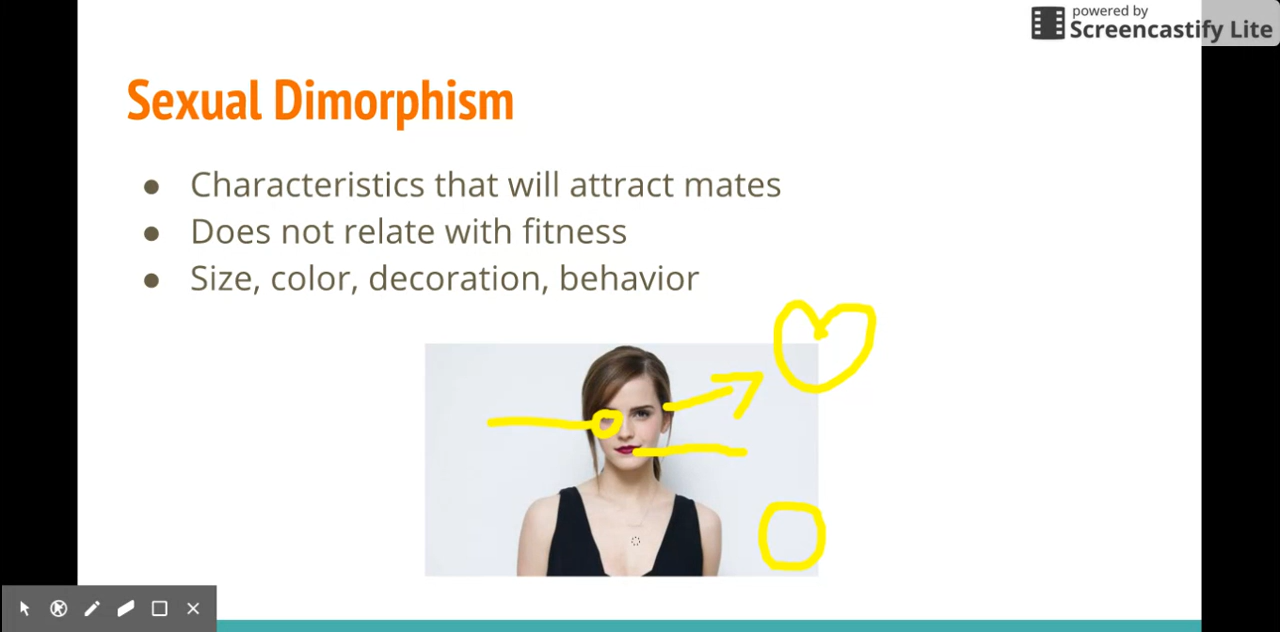 powered by
Screencastify Lite
Sexual Dimorphism
● Characteristics that will attract mates
● Does not relate with fitness
● Size, color, decoration, behavior